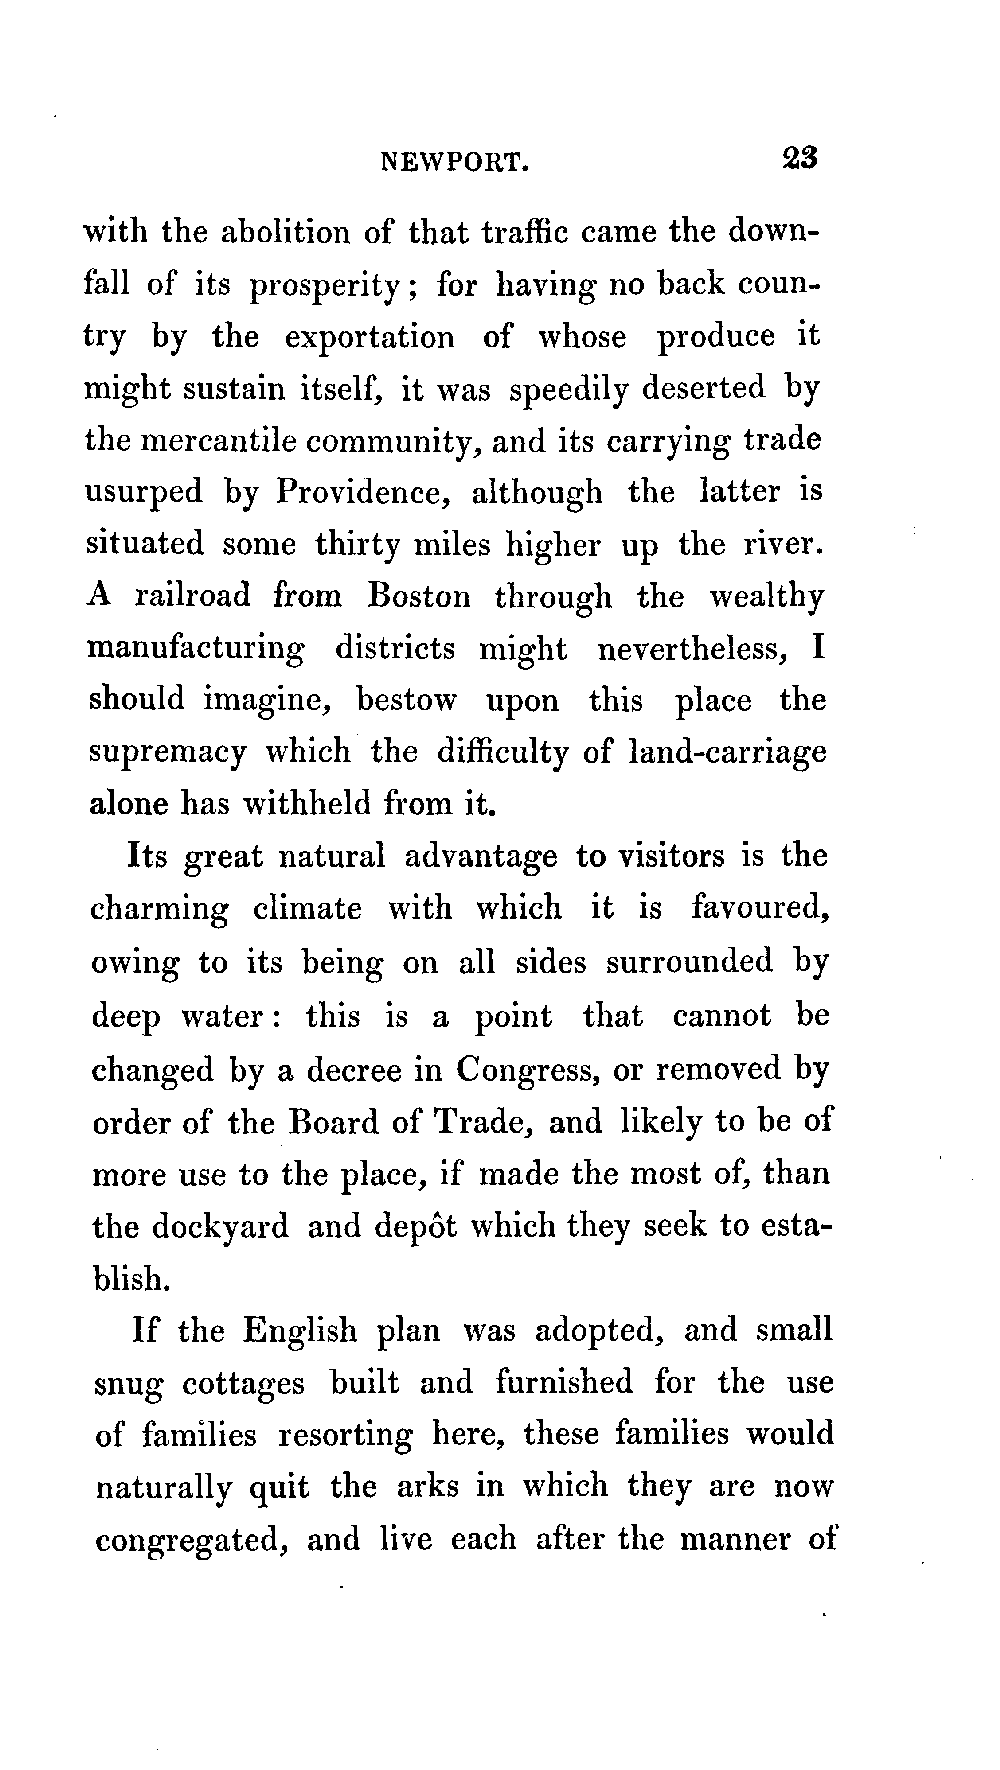 NEWPORT. 23
with the abolition of that traffic came the down-
fall of its prosperity; for having no back coun-
try by the exportation of whose produce it
might sustain itself, it was speedily deserted by
the mercantile community, and its carrying trade
usurped by Providence, although the latter is
situated some thirty miles higher up the river.
A railroad from Boston through the wealthy
manufacturing districts might nevertheless, I
should imagine, bestow upon this place the
supremacy which the difficulty of land-carriage
alone has withheld from it.
Its great natural advantage to visitors is the
charming climate with which it is favoured,
owing to its being on all sides surrounded by
deep water: this is a point that cannot be
changed by a decree in Congress, or removed by
order of the Board of Trade, and likely to be of
more use to the place, if made the most of, than
the dockyard and depôt which they seek to esta-
blish.
If the English plan was adopted, and small
snug cottages built and furnished for the use
of families resorting here, these families would
naturally quit the arks in which they are now
congregated, and live each after the manner of